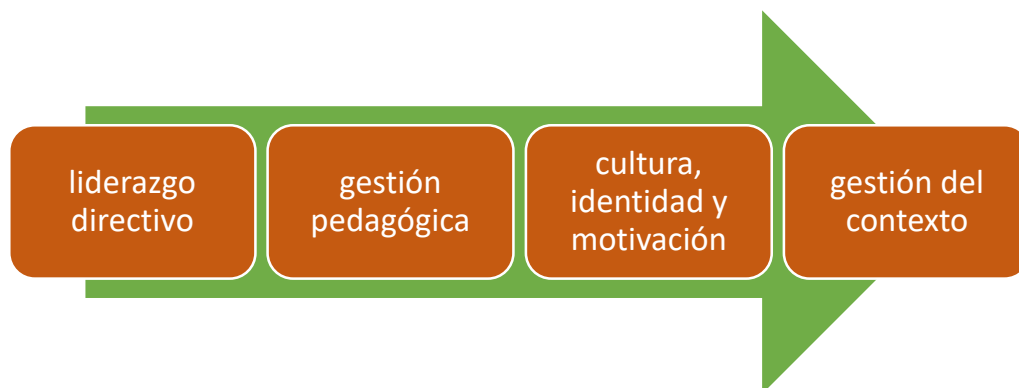 liderazgo
directivo
gestión
pedagógica
cultura,
identidad y
motivación
gestión del
contexto